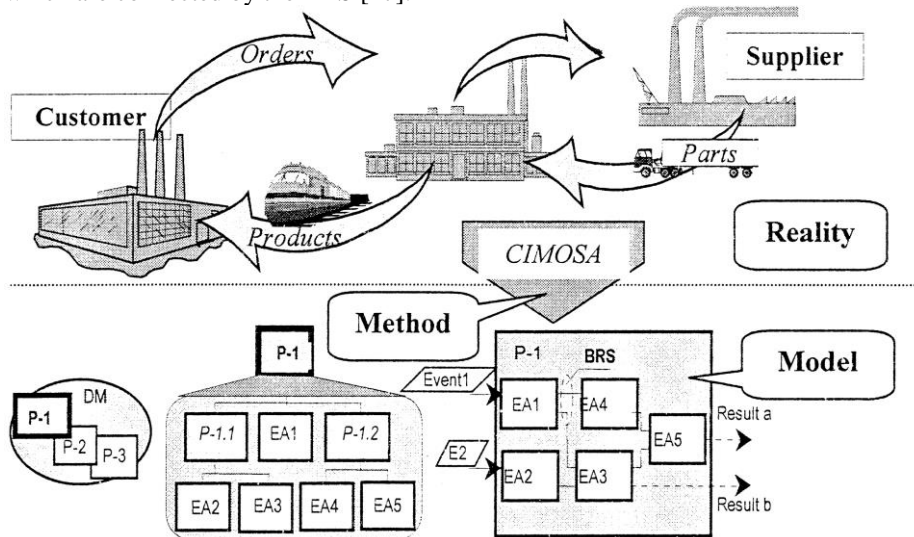 Orders
Supplier
Customer
Parts
Products
Reality
CIMOSA
Method
P-1
P-1
BRS
Model
Event1
DM
P-1
P-1.1
EA1
P-1.2
EA1
EA4
Result a
P-2
P-3
E2
EA5
EA2
EA3
EA4
EA5
EA2
EA3
Result b